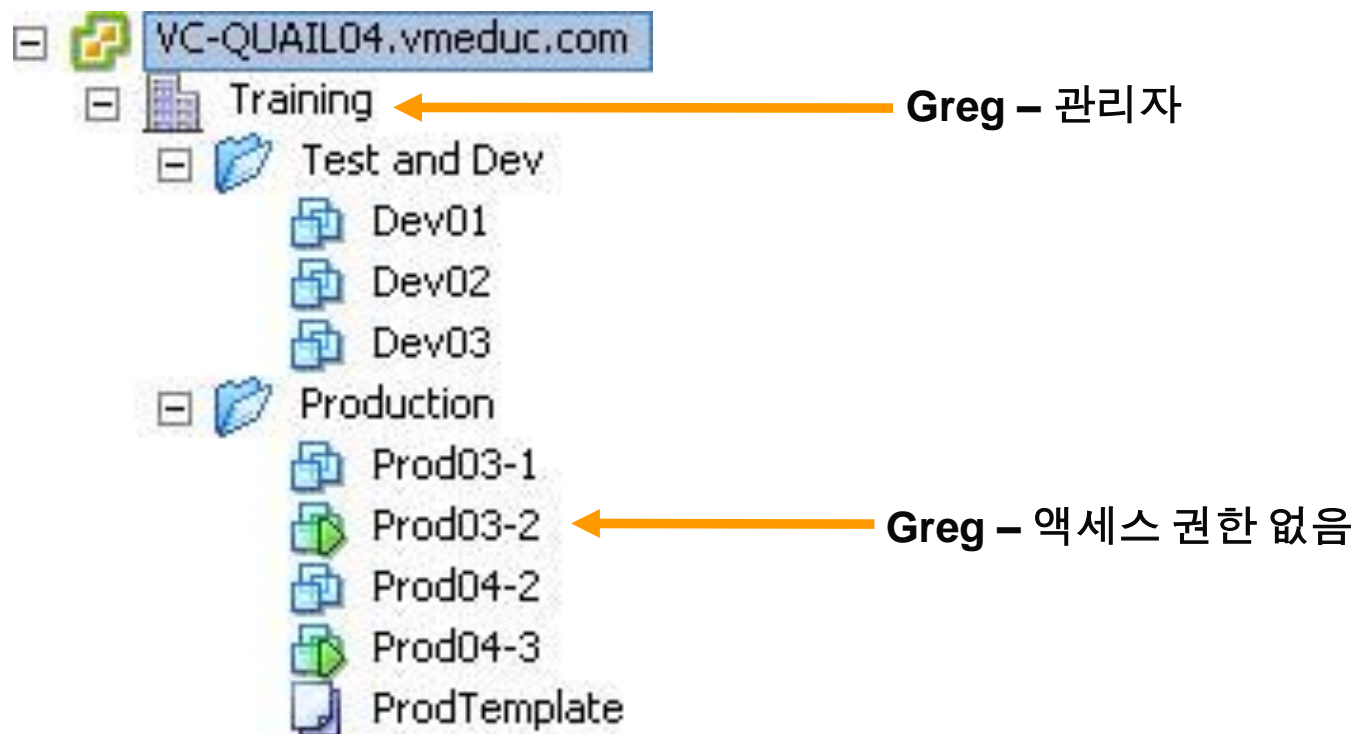 VC-QUAIL04.vmeduc.com
Training
Greg – 관리자
Test and Dev
Dev01
Dev02
Dev03
Production
Prod03-1
Prod03-2
Greg – 액세스 권한 없음
Prod04-2
Prod04-3
ProdTemplate